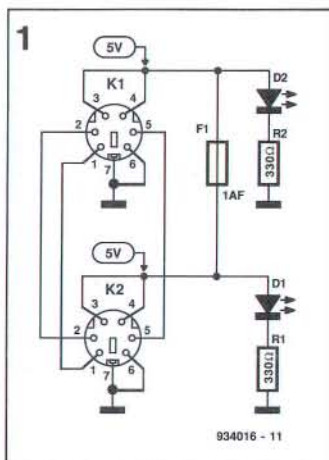 1
5V
K1
3 4
2 5
1 6
7
D2
F1
R2
330Ω
1AF
5V
K2
3 4
2 5
1 6
7
D1
R1
330Ω
934016 - 11